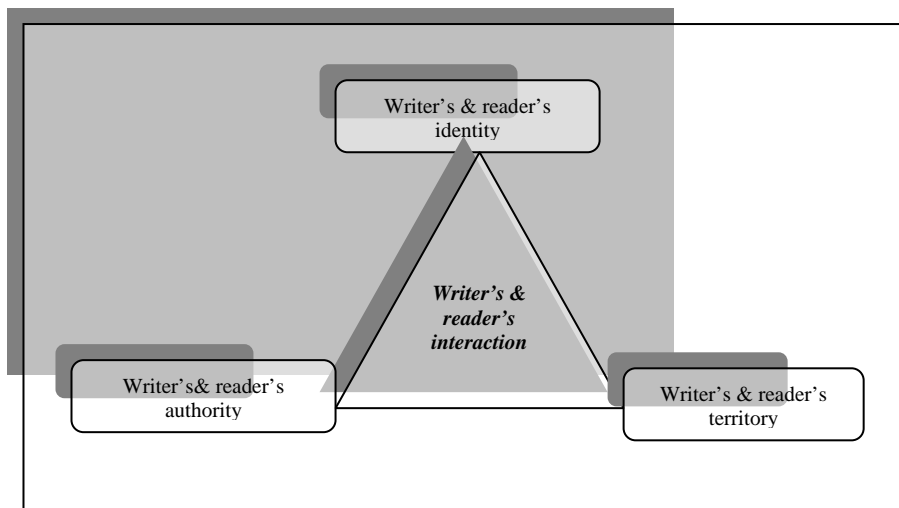 Writer’s & reader’s
identity
Writer’s &
reader’s
interaction
Writer’s& reader’s
authority
Writer’s & reader’s
territory